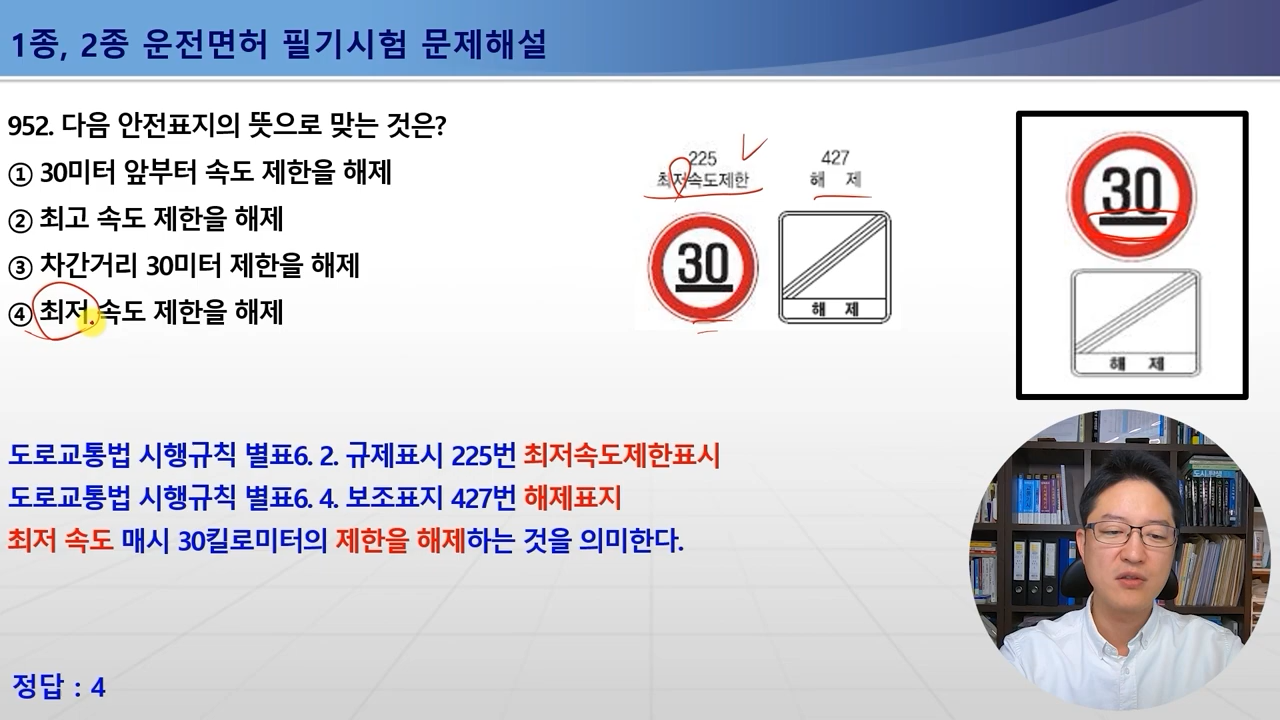 1종, 2종 운전면허 필기시험 문제해설
952. 다음 안전표지의 뜻으로 맞는 것은?
① 30미터 앞부터 속도 제한을 해제
② 최고 속도 제한을 해제
③ 차간거리 30미터 제한을 해제
④ 최저 속도 제한을 해제
225
최저속도제한
30
427
해 제
해 제
30
해 제
도로교통법 시행규칙 별표6. 2. 규제표시 225번 최저속도제한표시
도로교통법 시행규칙 별표6. 4. 보조표지 427번 해제표지
최저 속도 매시 30킬로미터의 제한을 해제하는 것을 의미한다.
정답 : 4